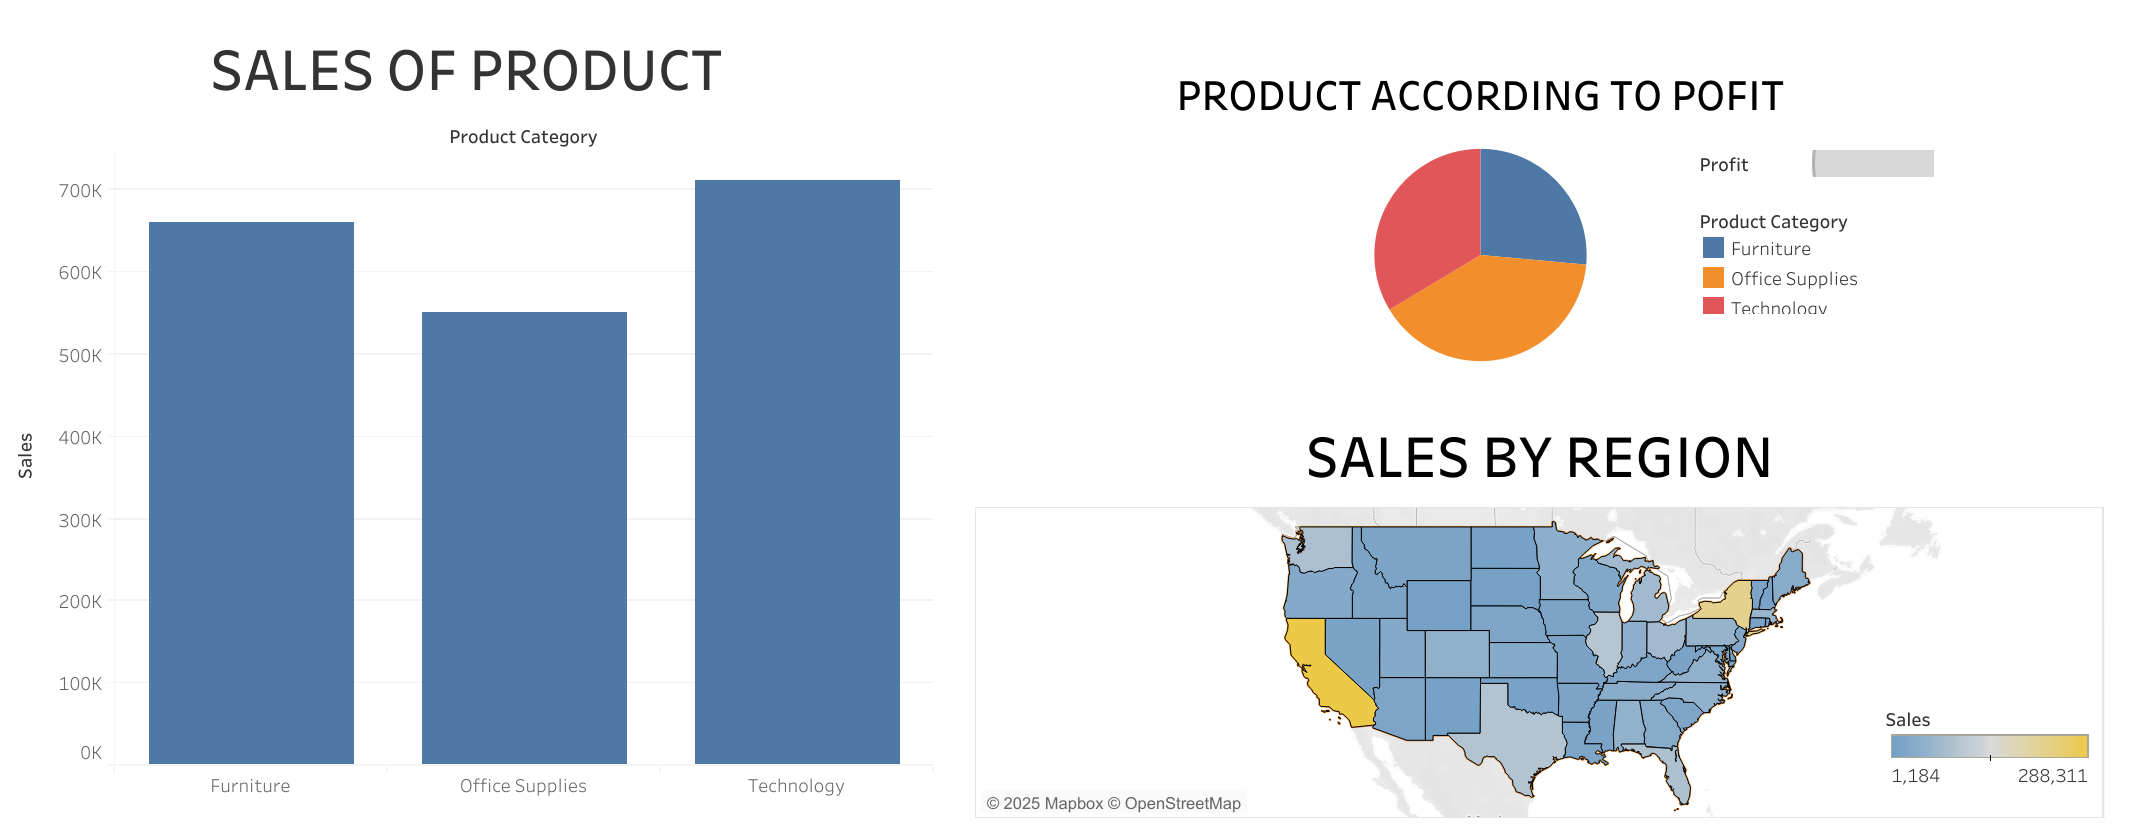 SALES OF PRODUCT
Product Category
Sales
700K
600K
500K
400K
300K
200K
100K
0K
Furniture
Office Supplies
Technology
PRODUCT ACCORDING TO POFIT
Profit
Product Category
Furniture
Office Supplies
Technology
SALES BY REGION
Sales
1,184
288,311
© 2025 Mapbox © OpenStreetMap